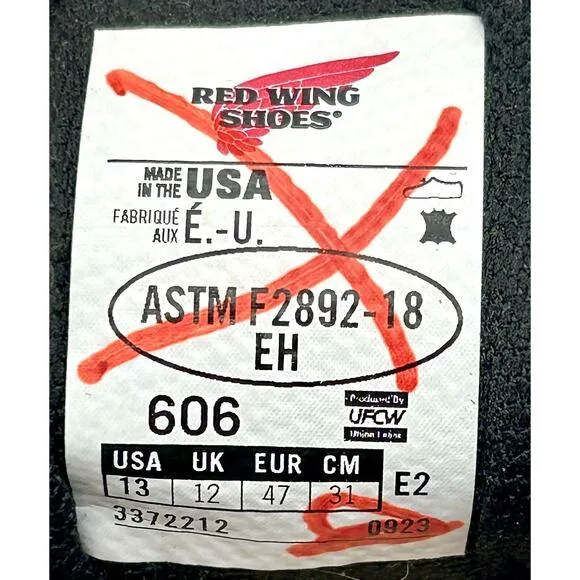 RED WING
SHOES®
MADE IN THE USA
FABRIQUÉ AUX É.-U.
ASTM F2892-18
EH
606
Produced By
UFCW
Union Labor
USA UK EUR CM
13 12 47 31 E2
3372212 0923